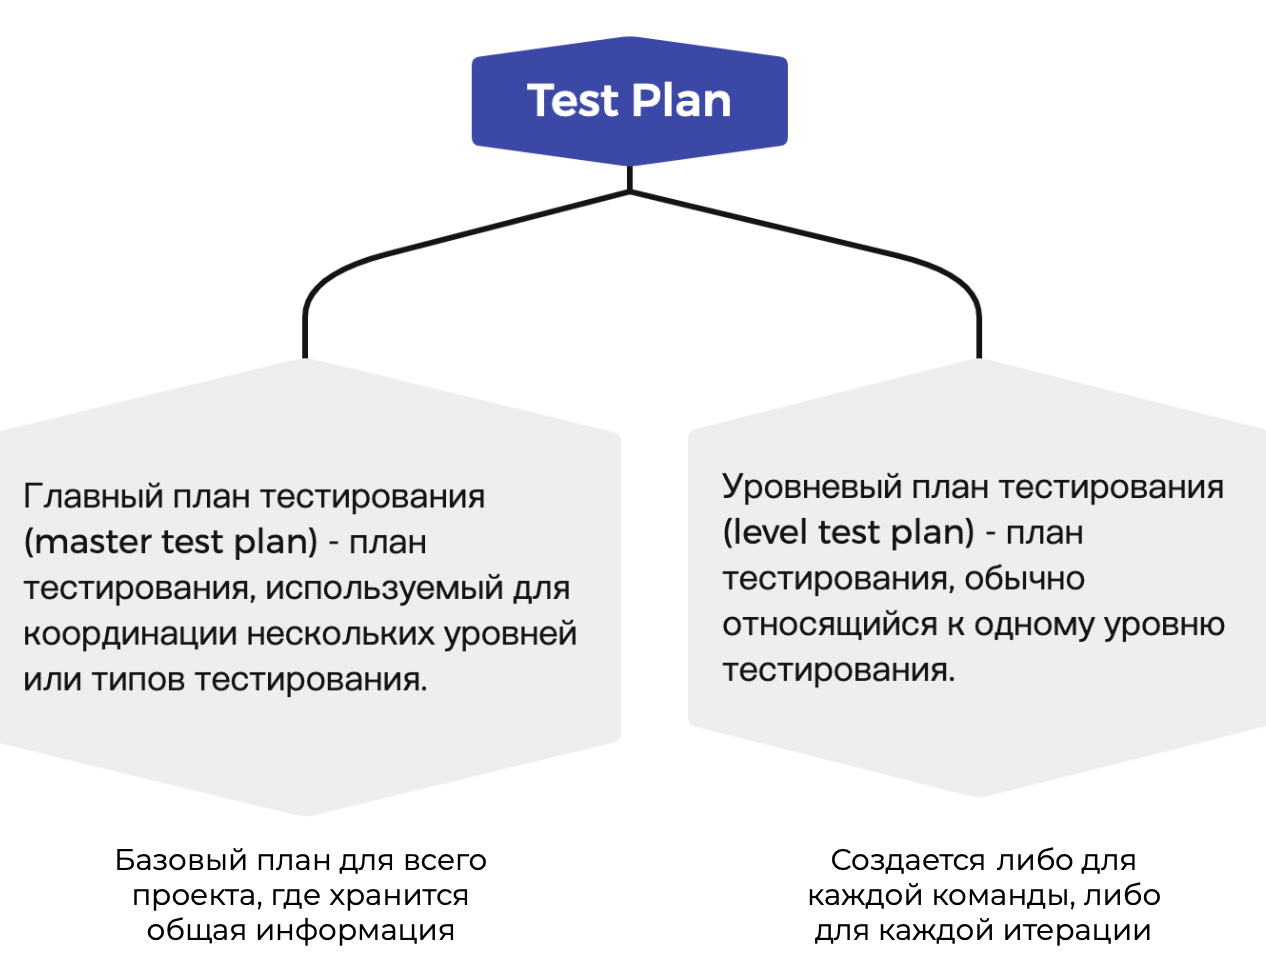 Test Plan
Главный план тестирования
(master test plan) - план
тестирования, используемый для
координации нескольких уровней
или типов тестирования.
Уровневый план тестирования
(level test plan) - план
тестирования, обычно
относящийся к одному уровню
тестирования.
Базовый план для всего
проекта, где хранится
общая информация
Создается либо для
каждой команды, либо
для каждой итерации